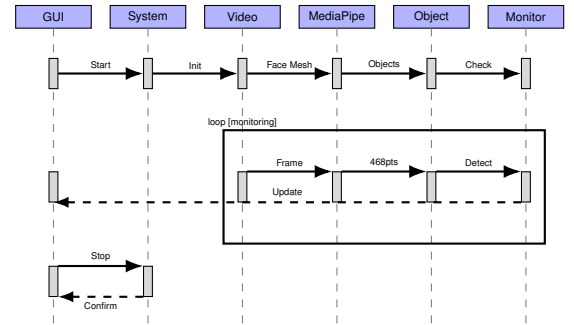 GUI System Video MediaPipe Object Monitor
Start Init Face Mesh Objects Check
loop [monitoring]
Frame 468pts Detect
Update
Stop
Confirm